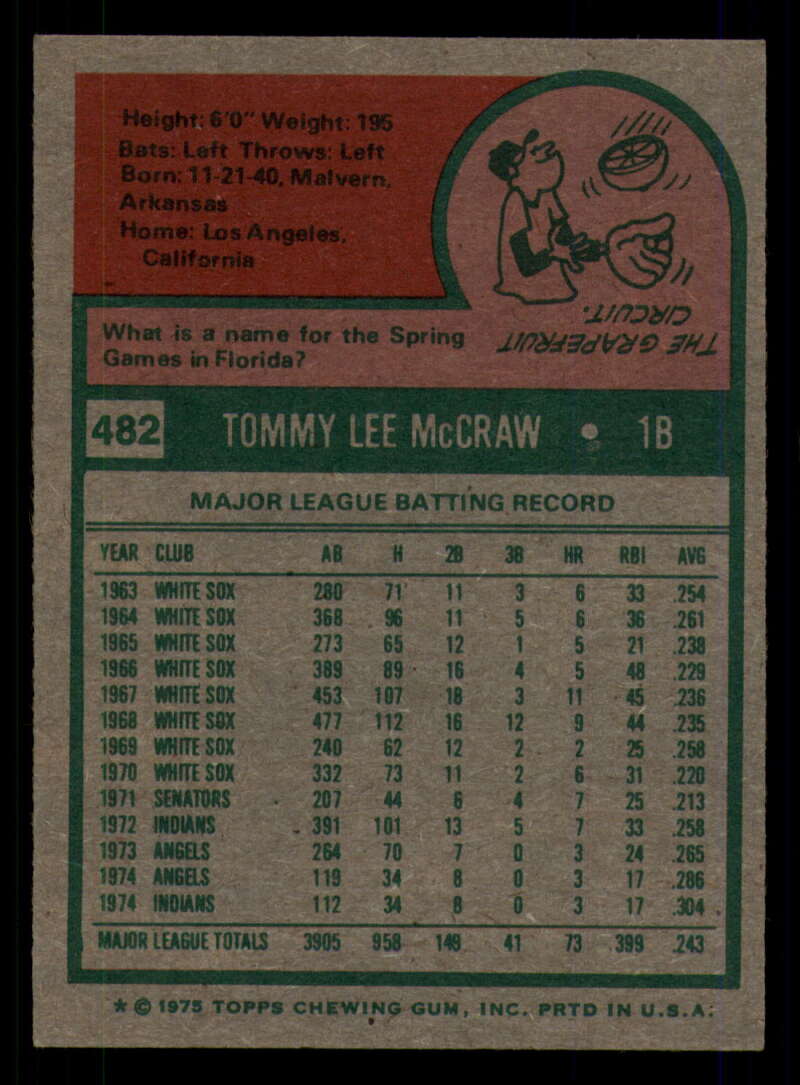 Height: 6'0" Weight: 195
Bats: Left Throws: Left
Born: 11-21-40, Malvern,
Arkansas
Home: Los Angeles,
California
What is a name for the Spring
Games in Florida?
THE GRAPEFRUIT
CIRCUIT.
482 TOMMY LEE McCRAW • 1B
MAJOR LEAGUE BATTING RECORD
YEAR CLUB AB H 2B 3B HR RBI AVG
1963 WHITE SOX 280 71 11 3 6 33 .254
1964 WHITE SOX 368 96 11 5 6 36 .261
1965 WHITE SOX 273 65 12 1 5 21 .238
1966 WHITE SOX 389 89 16 4 5 48 .229
1967 WHITE SOX 453 107 18 3 11 45 .236
1968 WHITE SOX 477 112 16 12 9 44 .235
1969 WHITE SOX 240 62 12 2 2 25 .258
1970 WHITE SOX 332 73 11 2 6 31 .220
1971 SENATORS 207 44 6 4 7 25 .213
1972 INDIANS 391 101 13 5 7 33 .258
1973 ANGELS 264 70 7 0 3 24 .265
1974 ANGELS 119 34 8 0 3 17 .286
1974 INDIANS 112 34 8 0 3 17 .304
MAJOR LEAGUE TOTALS 3905 958 149 41 73 399 .243
* © 1975 TOPPS CHEWING GUM, INC. PRTD IN U.S.A.